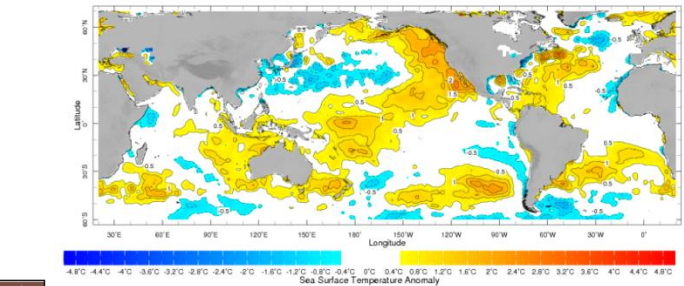 60°N
30°N
Latitude
0°
30°S
60°S
30°E 60°E 90°E 120°E 150°E 180° 150°W 120°W 90°W 60°W 30°W 0°
Longitude
-4.8°C -4.4°C -4°C -3.6°C -3.2°C -2.8°C -2.4°C -2°C -1.6°C -1.2°C -0.8°C -0.4°C 0°C 0.4°C 0.8°C 1.2°C 1.6°C 2°C 2.4°C 2.8°C 3.2°C 3.6°C 4°C 4.4°C 4.8°C
Sea Surface Temperature Anomaly